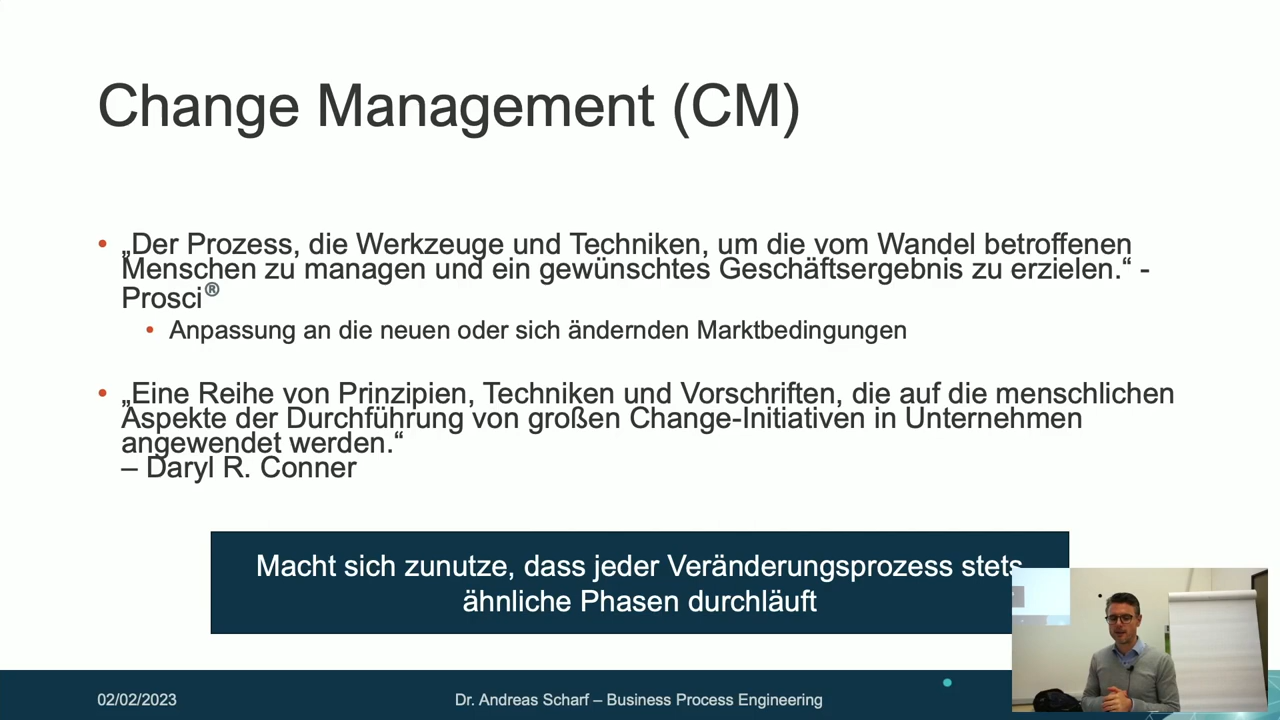 Change Management (CM)
• „Der Prozess, die Werkzeuge und Techniken, um die vom Wandel betroffenen
Menschen zu managen und ein gewünschtes Geschäftsergebnis zu erzielen.“ -
Prosci®
• Anpassung an die neuen oder sich ändernden Marktbedingungen
• „Eine Reihe von Prinzipien, Techniken und Vorschriften, die auf die menschlichen
Aspekte der Durchführung von großen Change-Initiativen in Unternehmen
angewendet werden.“
– Daryl R. Conner
Macht sich zunutze, dass jeder Veränderungsprozess stets
ähnliche Phasen durchläuft
02/02/2023
Dr. Andreas Scharf – Business Process Engineering